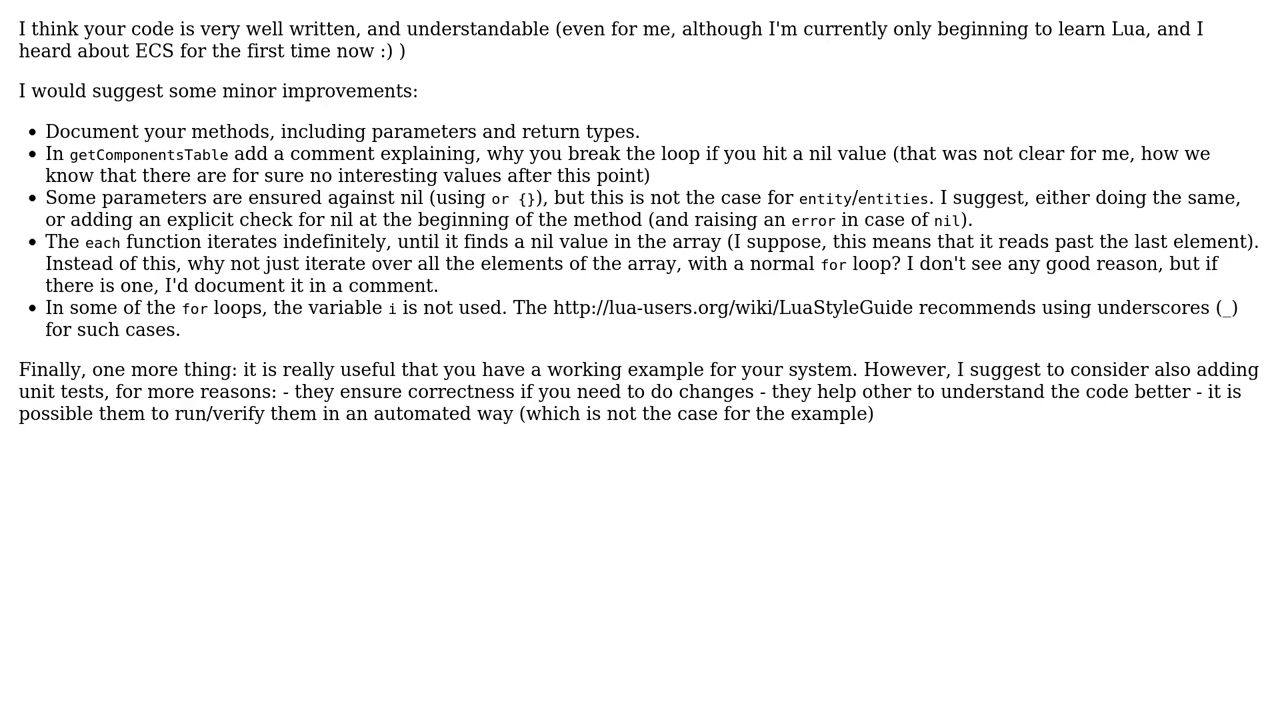 I think your code is very well written, and understandable (even for me, although I'm currently only beginning to learn Lua, and I
heard about ECS for the first time now :) )
I would suggest some minor improvements:
• Document your methods, including parameters and return types.
• In getComponentsTable add a comment explaining, why you break the loop if you hit a nil value (that was not clear for me, how we
know that there are for sure no interesting values after this point)
• Some parameters are ensured against nil (using or {}), but this is not the case for entity/entities. I suggest, either doing the same,
or adding an explicit check for nil at the beginning of the method (and raising an error in case of nil).
• The each function iterates indefinitely, until it finds a nil value in the array (I suppose, this means that it reads past the last element).
Instead of this, why not just iterate over all the elements of the array, with a normal for loop? I don't see any good reason, but if
there is one, I'd document it in a comment.
• In some of the for loops, the variable i is not used. The http://lua-users.org/wiki/LuaStyleGuide recommends using underscores (_)
for such cases.
Finally, one more thing: it is really useful that you have a working example for your system. However, I suggest to consider also adding
unit tests, for more reasons: - they ensure correctness if you need to do changes - they help other to understand the code better - it is
possible them to run/verify them in an automated way (which is not the case for the example)